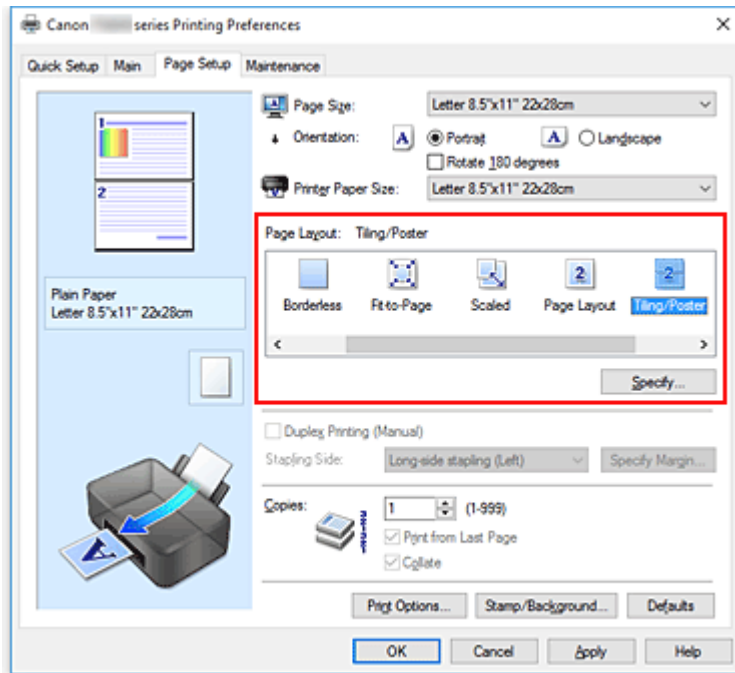 Canon series Printing Preferences
Quick Setup Main Page Setup Maintenance
Page Size: Letter 8.5"x11" 22x28cm
Orientation: A Portrait A Landscape
Rotate 180 degrees
Printer Paper Size: Letter 8.5"x11" 22x28cm
Page Layout: Tiling/Poster
Borderless Fit-to-Page Scaled Page Layout Tiling/Poster
Specify...
1
2
Plain Paper
Letter 8.5"x11" 22x28cm
Duplex Printing (Manual)
Stapling Side: Long-side stapling (Left) Specify Margin...
Copies: 1 (1-999)
Print from Last Page
Collate
Print Options... Stamp/Background... Defaults
OK Cancel Apply Help